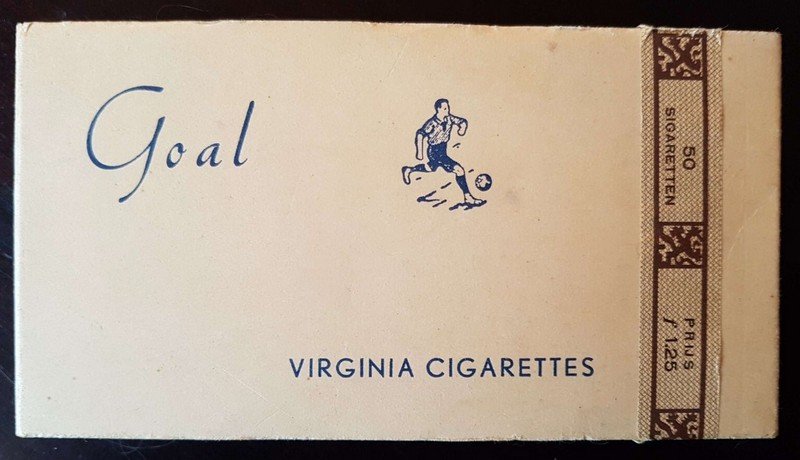 Goal
VIRGINIA CIGARETTES
50
SIGARETTEN
PRIJS
ƒ 1.25